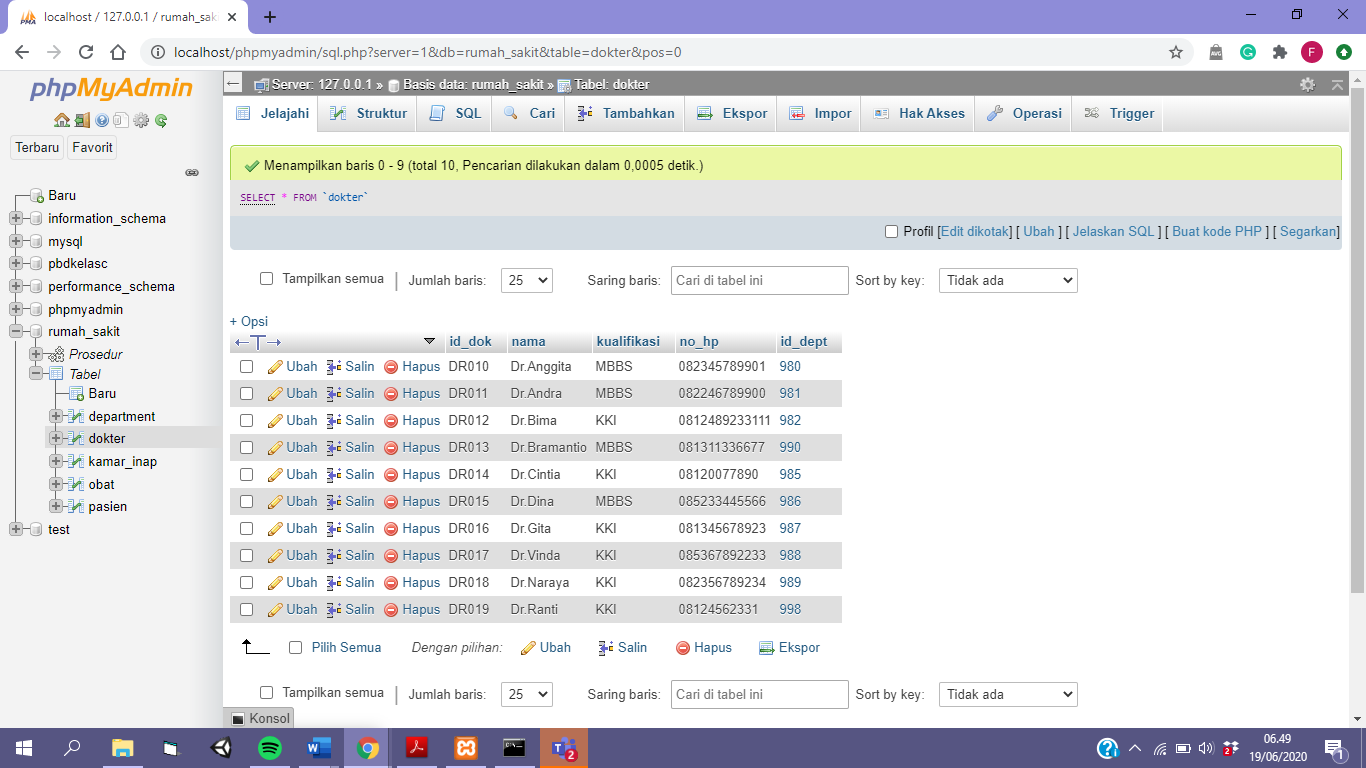 localhost / 127.0.0.1 / rumah_sak
localhost/phpmyadmin/sql.php?server=1&db=rumah_sakit&table=dokter&pos=0
phpMyAdmin
Terbaru Favorit
Baru
information_schema
mysql
pbdkelasc
performance_schema
phpmyadmin
rumah_sakit
Prosedur
Tabel
Baru
department
dokter
kamar_inap
obat
pasien
test
Server: 127.0.0.1 » Basis data: rumah_sakit » Tabel: dokter
Jelajahi Struktur SQL Cari Tambahkan Ekspor Impor Hak Akses Operasi Trigger
Menampilkan baris 0 - 9 (total 10, Pencarian dilakukan dalam 0,0005 detik.)
SELECT * FROM `dokter`
Profil [Edit dikotak] [ Ubah ] [ Jelaskan SQL ] [ Buat kode PHP ] [ Segarkan]
Tampilkan semua | Jumlah baris: 25 Saring baris: Cari di tabel ini Sort by key: Tidak ada
+ Opsi
←T→ id_dok nama kualifikasi no_hp id_dept
Ubah Salin Hapus DR010 Dr.Anggita MBBS 082345789901 980
Ubah Salin Hapus DR011 Dr.Andra MBBS 082246789900 981
Ubah Salin Hapus DR012 Dr.Bima KKI 0812489233111 982
Ubah Salin Hapus DR013 Dr.Bramantio MBBS 081311336677 990
Ubah Salin Hapus DR014 Dr.Cintia KKI 08120077890 985
Ubah Salin Hapus DR015 Dr.Dina MBBS 085233445566 986
Ubah Salin Hapus DR016 Dr.Gita KKI 081345678923 987
Ubah Salin Hapus DR017 Dr.Vinda KKI 085367892233 988
Ubah Salin Hapus DR018 Dr.Naraya KKI 082356789234 989
Ubah Salin Hapus DR019 Dr.Ranti KKI 08124562331 998
Pilih Semua Dengan pilihan: Ubah Salin Hapus Ekspor
Tampilkan semua | Jumlah baris: 25 Saring baris: Cari di tabel ini Sort by key: Tidak ada
Konsol
06.49
19/06/2020